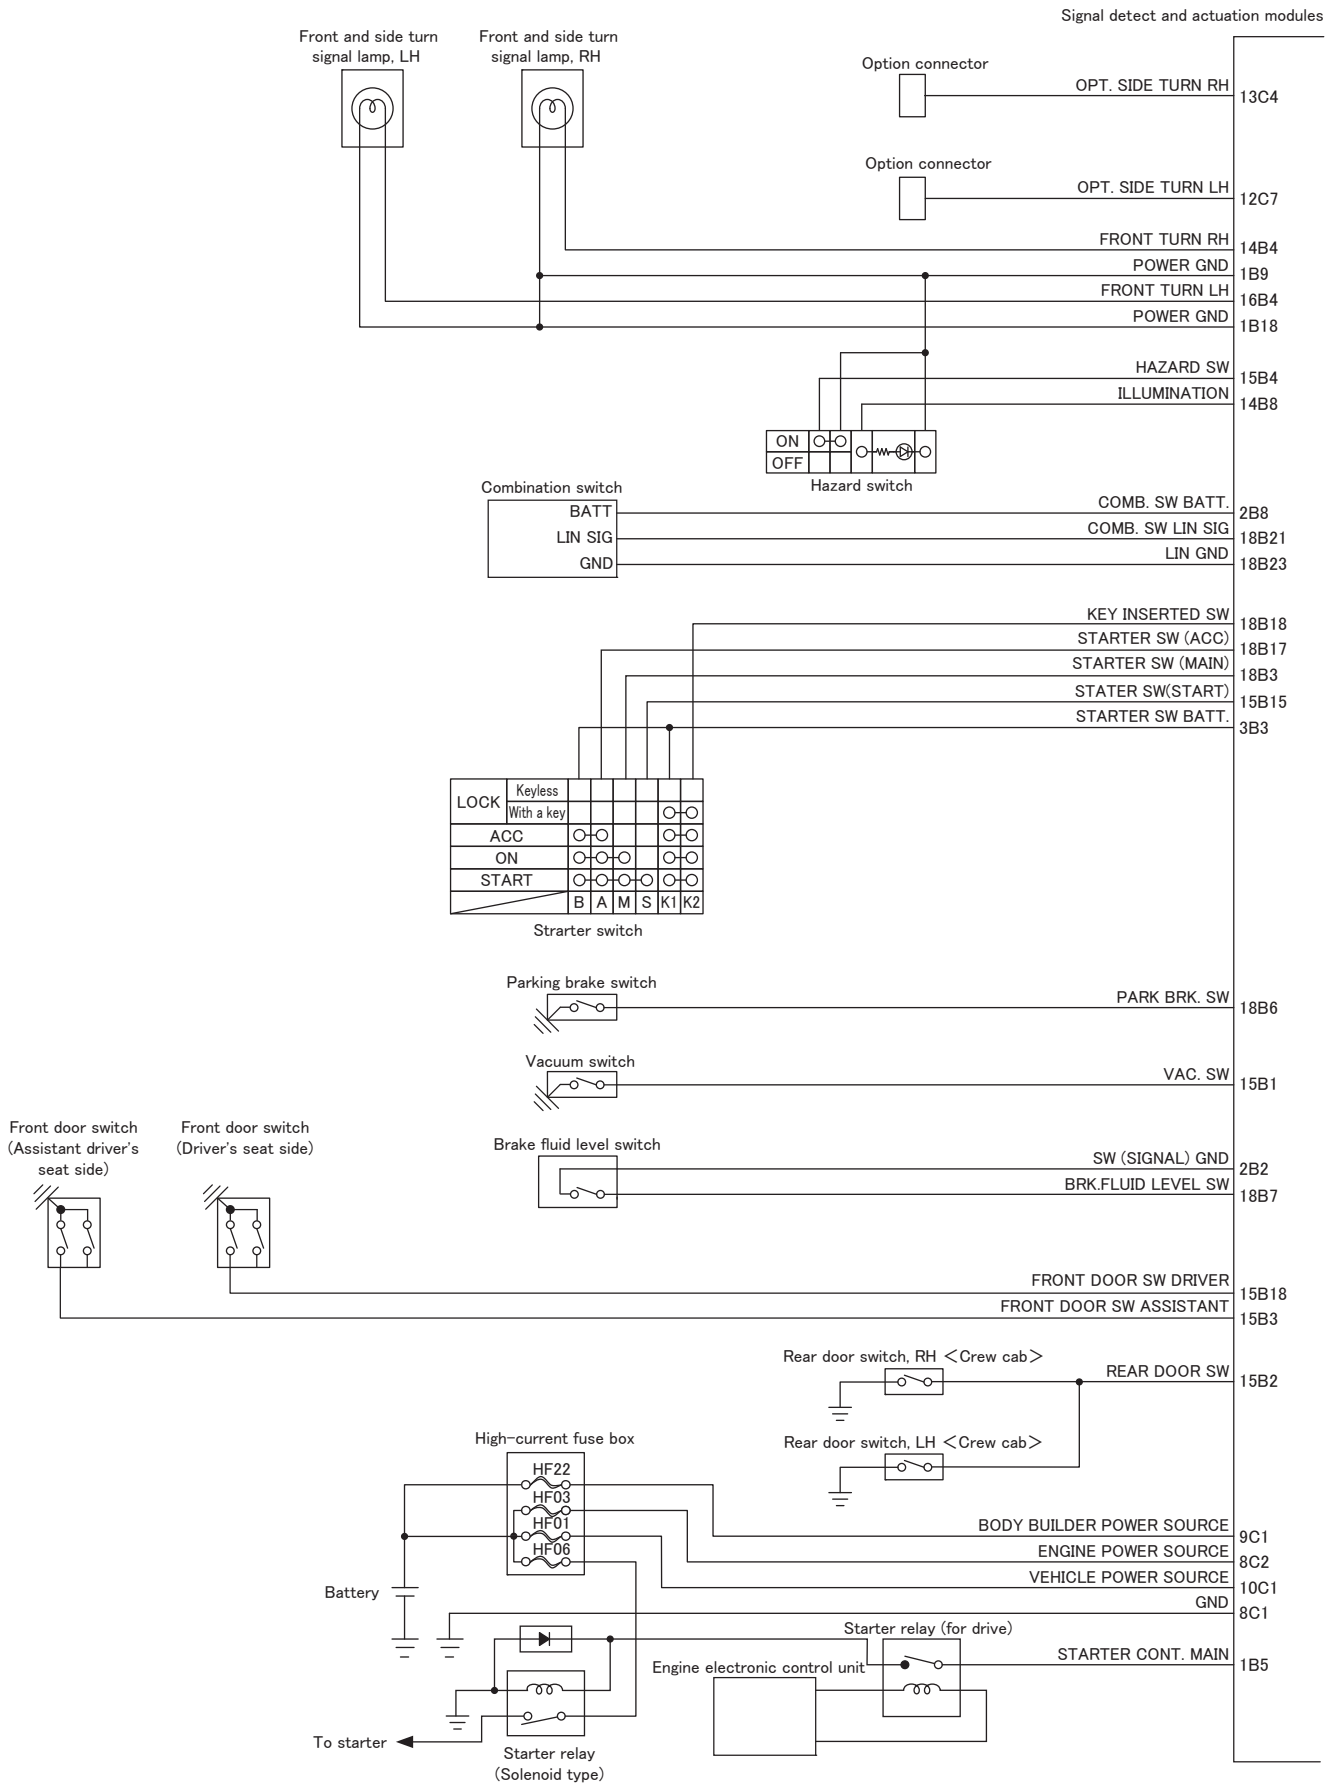 Signal detect and actuation modules
Front and side turn
signal lamp, LH
Front and side turn
signal lamp, RH
Option connector
OPT. SIDE TURN RH
13C4
Option connector
OPT. SIDE TURN LH
12C7
FRONT TURN RH
14B4
POWER GND
1B9
FRONT TURN LH
16B4
POWER GND
1B18
HAZARD SW
15B4
ILLUMINATION
14B8
ON
OFF
Hazard switch
Combination switch
BATT
COMB. SW BATT.
2B8
LIN SIG
COMB. SW LIN SIG
18B21
GND
LIN GND
18B23
KEY INSERTED SW
18B18
STARTER SW (ACC)
18B17
STARTER SW (MAIN)
18B3
STATER SW(START)
15B15
STARTER SW BATT.
3B3
LOCK
Keyless
With a key
ACC
ON
START
B A M S K1 K2
Strarter switch
Parking brake switch
PARK BRK. SW
18B6
Vacuum switch
VAC. SW
15B1
Front door switch
(Assistant driver's
seat side)
Front door switch
(Driver's seat side)
Brake fluid level switch
SW (SIGNAL) GND
2B2
BRK.FLUID LEVEL SW
18B7
FRONT DOOR SW DRIVER
15B18
FRONT DOOR SW ASSISTANT
15B3
Rear door switch, RH <Crew cab>
REAR DOOR SW
15B2
Rear door switch, LH <Crew cab>
High-current fuse box
HF22
HF03
HF01
HF06
BODY BUILDER POWER SOURCE
9C1
ENGINE POWER SOURCE
8C2
VEHICLE POWER SOURCE
10C1
GND
8C1
Battery
Starter relay (for drive)
STARTER CONT. MAIN
1B5
Engine electronic control unit
To starter
Starter relay
(Solenoid type)